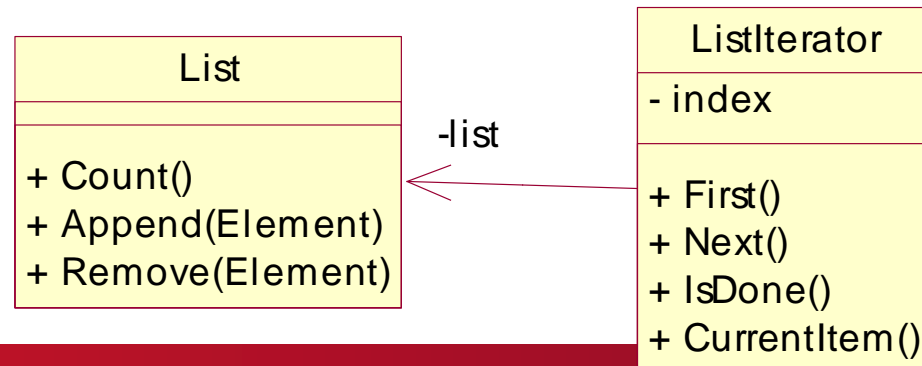 List
+ Count()
+ Append(Element)
+ Remove(Element)
-list
ListIterator
- index
+ First()
+ Next()
+ IsDone()
+ CurrentItem()